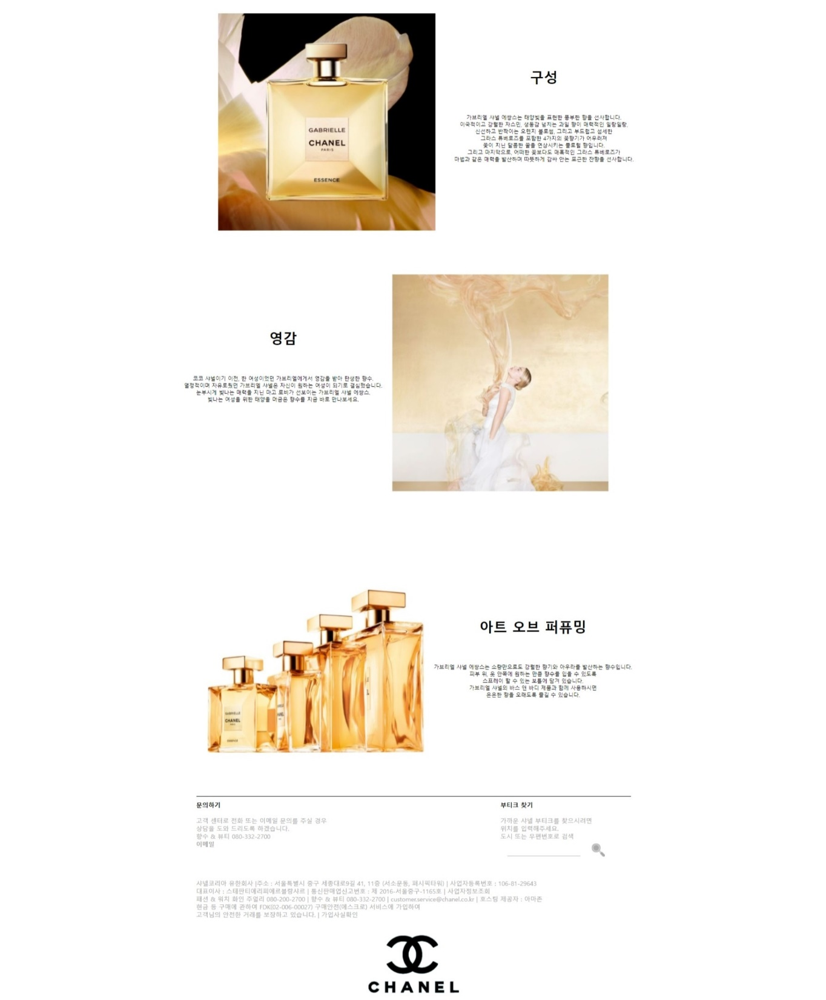 GABRIELLE
CHANEL
PARIS
ESSENCE
구성
가브리엘 샤넬 에쌍스는 태양빛을 표현한 풍부한 향을 선사합니다.
이국적이고 강렬한 자스민, 생동감 넘치는 과일 향이 매력적인 일랑일랑,
신선하고 반짝이는 오렌지 블로썸, 그리고 부드럽고 섬세한
그라스 튜베로즈를 포함한 4가지의 꽃향기가 어우러져
꽃이 지닌 달콤한 꿀을 연상시키는 플로럴 향입니다.
그리고 마지막으로, 어떠한 꽃보다도 매혹적인 그라스 튜베로즈가
마법과 같은 매력을 발산하며 따뜻하게 감싸 안는 포근한 잔향을 선사합니다.
영감
코코 샤넬이기 이전, 한 여성이었던 가브리엘에게서 영감을 받아 탄생한 향수.
열정적이며 자유로웠던 가브리엘 샤넬은 자신이 원하는 여성이 되기로 결심했습니다.
눈부시게 빛나는 매력을 지닌 마고 로비가 선보이는 가브리엘 샤넬 에쌍스.
빛나는 여성을 위한 태양을 머금은 향수를 지금 바로 만나보세요.
아트 오브 퍼퓨밍
가브리엘 샤넬 에쌍스는 소량만으로도 강렬한 향기와 아우라를 발산하는 향수입니다.
피부 위, 옷 안쪽에 원하는 만큼 향수를 입을 수 있도록
스프레이 할 수 있는 보틀에 담겨 있습니다.
가브리엘 샤넬의 바스 앤 바디 제품과 함께 사용하시면
은은한 향을 오래도록 즐길 수 있습니다.
GABRIELLE
CHANEL
PARIS
ESSENCE
문의하기
고객 센터로 전화 또는 이메일 문의를 주실 경우
상담을 도와 드리도록 하겠습니다.
향수 & 뷰티 080-332-2700
이메일
부티크 찾기
가까운 샤넬 부티크를 찾으시려면
위치를 입력해주세요.
도시 또는 우편번호로 검색
샤넬코리아 유한회사 |주소 : 서울특별시 중구 세종대로9길 41, 11층 (서소문동, 퍼시픽타워) | 사업자등록번호 : 106-81-29643
대표이사 : 스테판티에리피에르블랑샤르 | 통신판매업신고번호 : 제 2016-서울중구-1165호 | 사업자정보조회
패션 & 워치 화인 주얼리 080-200-2700 | 향수 & 뷰티 080-332-2700 | customer.service@chanel.co.kr | 호스팅 제공자 : 아마존
현금 등 구매에 관하여 FDK(02-006-00027) 구매안전(에스크로) 서비스에 가입하여
고객님의 안전한 거래를 보장하고 있습니다. | 가입사실확인
CHANEL